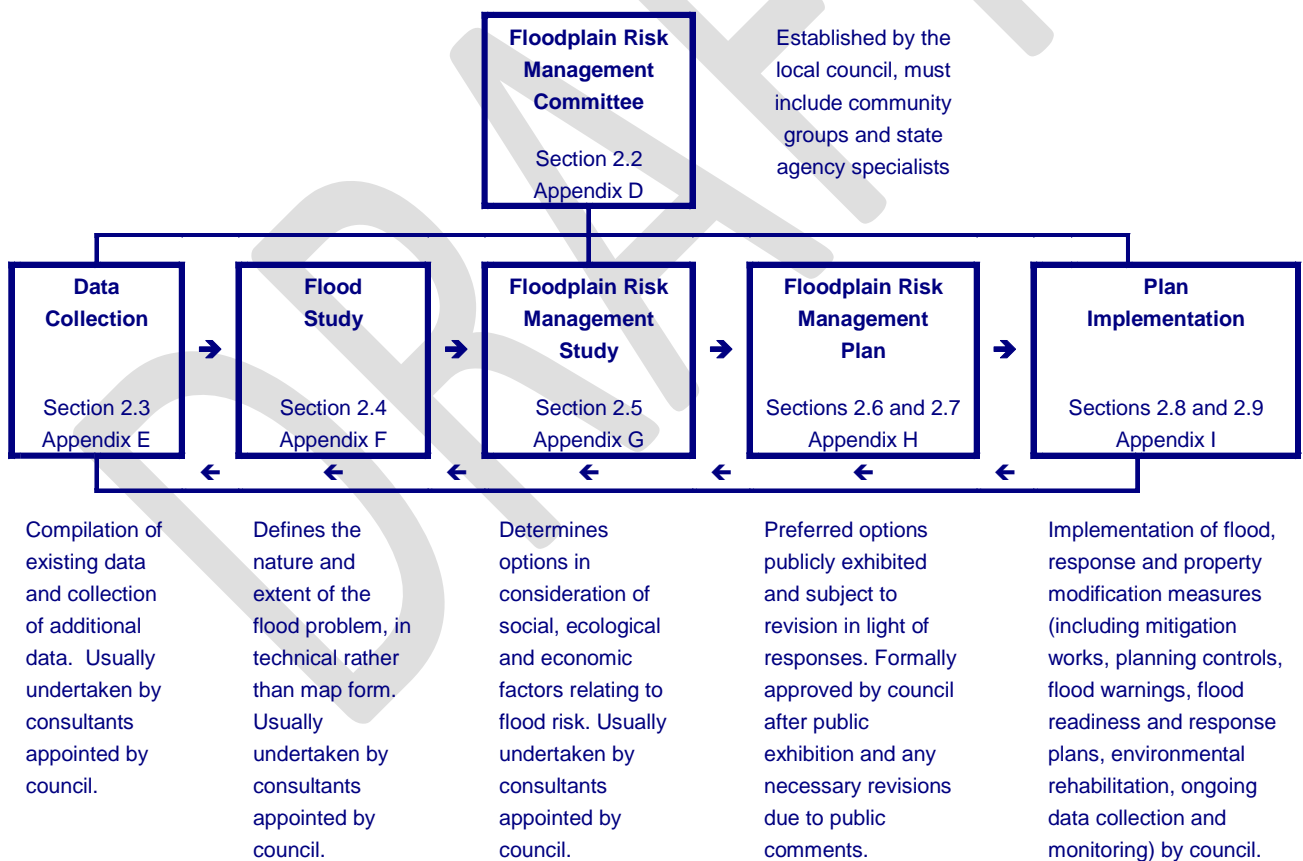 Floodplain Risk
Management
Committee
Section 2.2
Appendix D
Established by the
local council, must
include community
groups and state
agency specialists
Data
Collection
Section 2.3
Appendix E
Flood
Study
Section 2.4
Appendix F
Floodplain Risk
Management
Study
Section 2.5
Appendix G
Floodplain Risk
Management
Plan
Sections 2.6 and 2.7
Appendix H
Plan
Implementation
Sections 2.8 and 2.9
Appendix I
Compilation of
existing data
and collection
of additional
data.  Usually
undertaken by
consultants
appointed by
council.
Defines the
nature and
extent of the
flood problem, in
technical rather
than map form.
Usually
undertaken by
consultants
appointed by
council.
Determines
options in
consideration of
social, ecological
and economic
factors relating to
flood risk. Usually
undertaken by
consultants
appointed by
council.
Preferred options
publicly exhibited
and subject to
revision in light of
responses. Formally
approved by council
after public
exhibition and any
necessary revisions
due to public
comments.
Implementation of flood,
response and property
modification measures
(including mitigation
works, planning controls,
flood warnings, flood
readiness and response
plans, environmental
rehabilitation, ongoing
data collection and
monitoring) by council.
DRAF